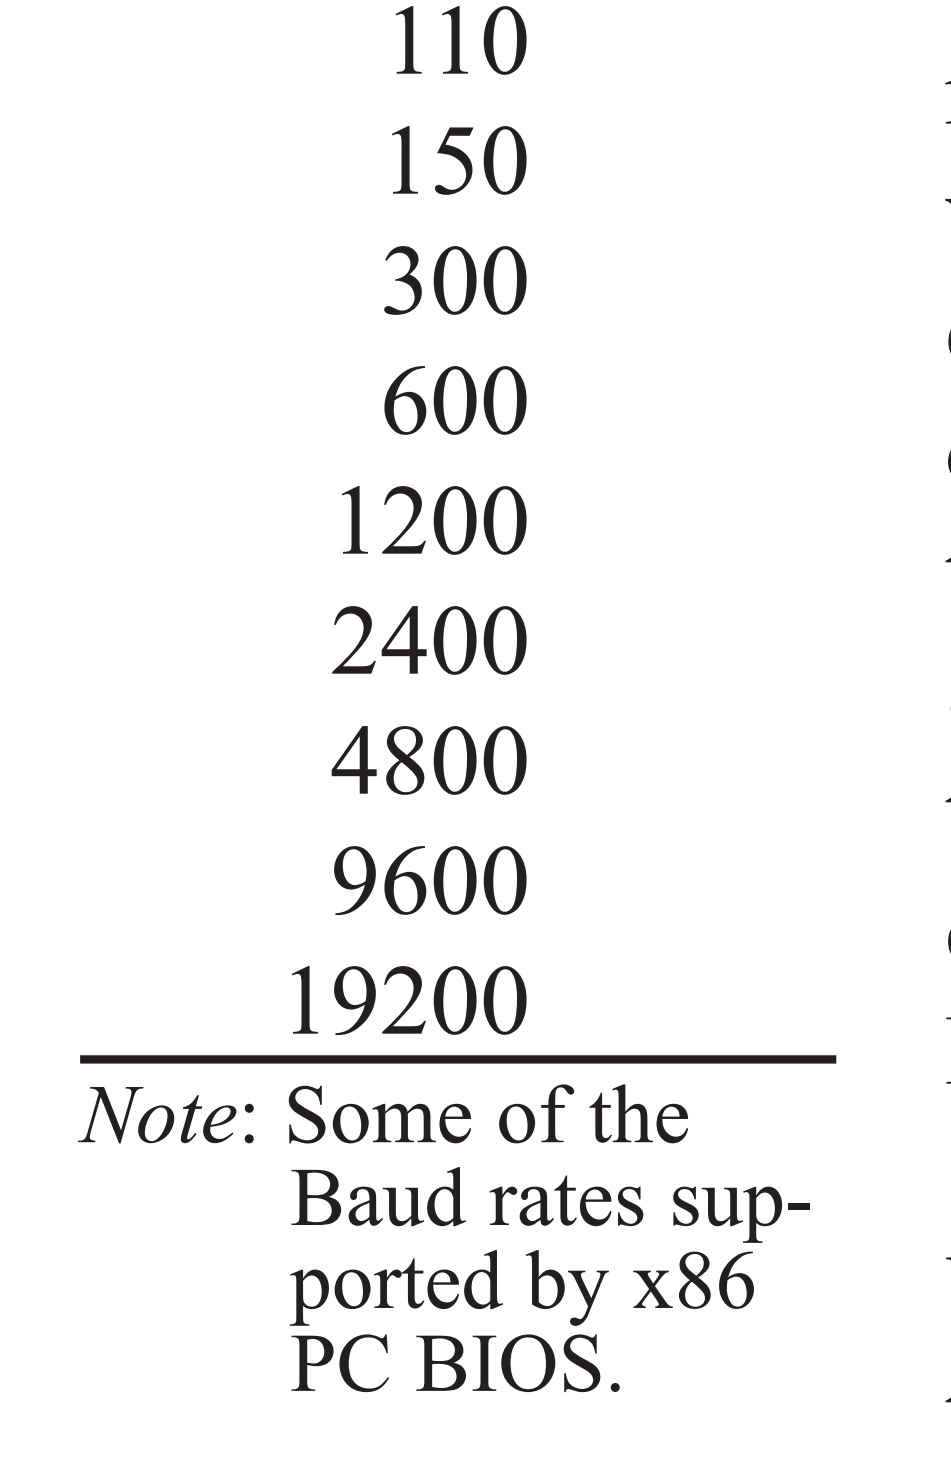 110
150
300
600
1200
2400
4800
9600
19200
Note: Some of the
Baud rates sup-
ported by x86
PC BIOS.